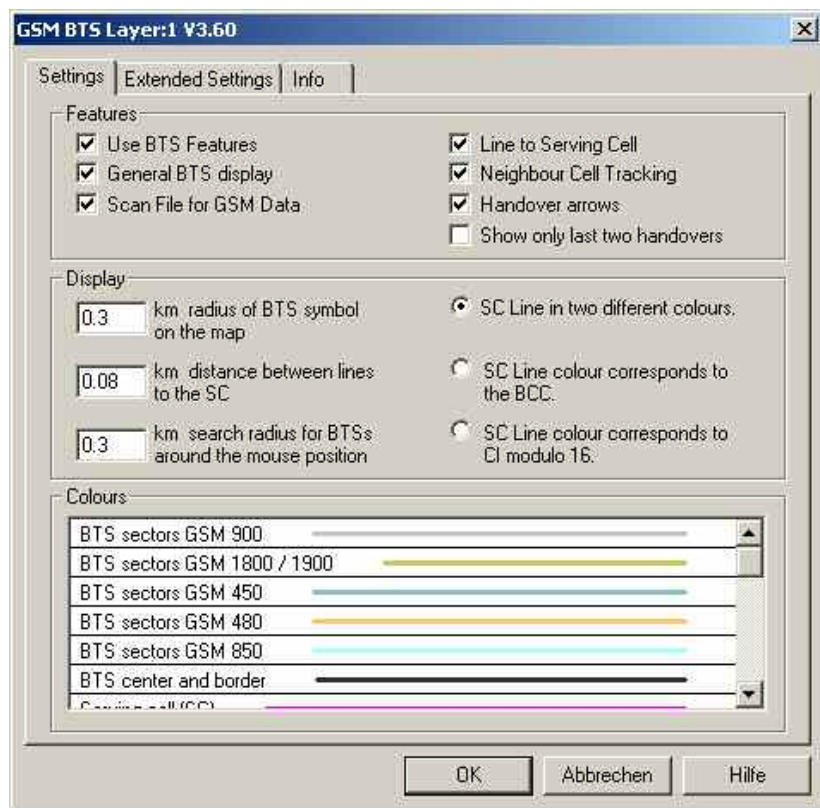 GSM BTS Layer:1 V3.60
Settings Extended Settings Info
Features
Use BTS Features
General BTS display
Scan File for GSM Data
Line to Serving Cell
Neighbour Cell Tracking
Handover arrows
Show only last two handovers
Display
0.3 km radius of BTS symbol
on the map
0.08 km distance between lines
to the SC
0.3 km search radius for BTSs
around the mouse position
SC Line in two different colours.
SC Line colour corresponds to
the BCC.
SC Line colour corresponds to
CI modulo 16.
Colours
BTS sectors GSM 900
BTS sectors GSM 1800 / 1900
BTS sectors GSM 450
BTS sectors GSM 480
BTS sectors GSM 850
BTS center and border
Serving cell (SC)
OK Abbrechen Hilfe